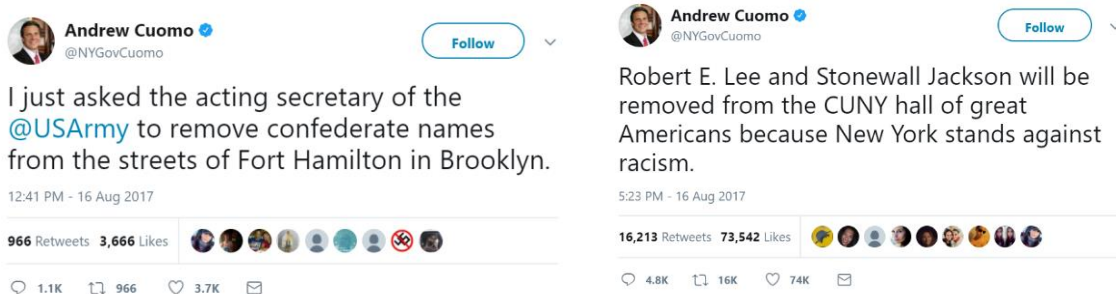 Andrew Cuomo
@NYGovCuomo
Follow
I just asked the acting secretary of the
@USArmy to remove confederate names
from the streets of Fort Hamilton in Brooklyn.
12:41 PM - 16 Aug 2017
966 Retweets 3,666 Likes
1.1K 966 3.7K
Andrew Cuomo
@NYGovCuomo
Follow
Robert E. Lee and Stonewall Jackson will be
removed from the CUNY hall of great
Americans because New York stands against
racism.
5:23 PM - 16 Aug 2017
16,213 Retweets 73,542 Likes
4.8K 16K 74K